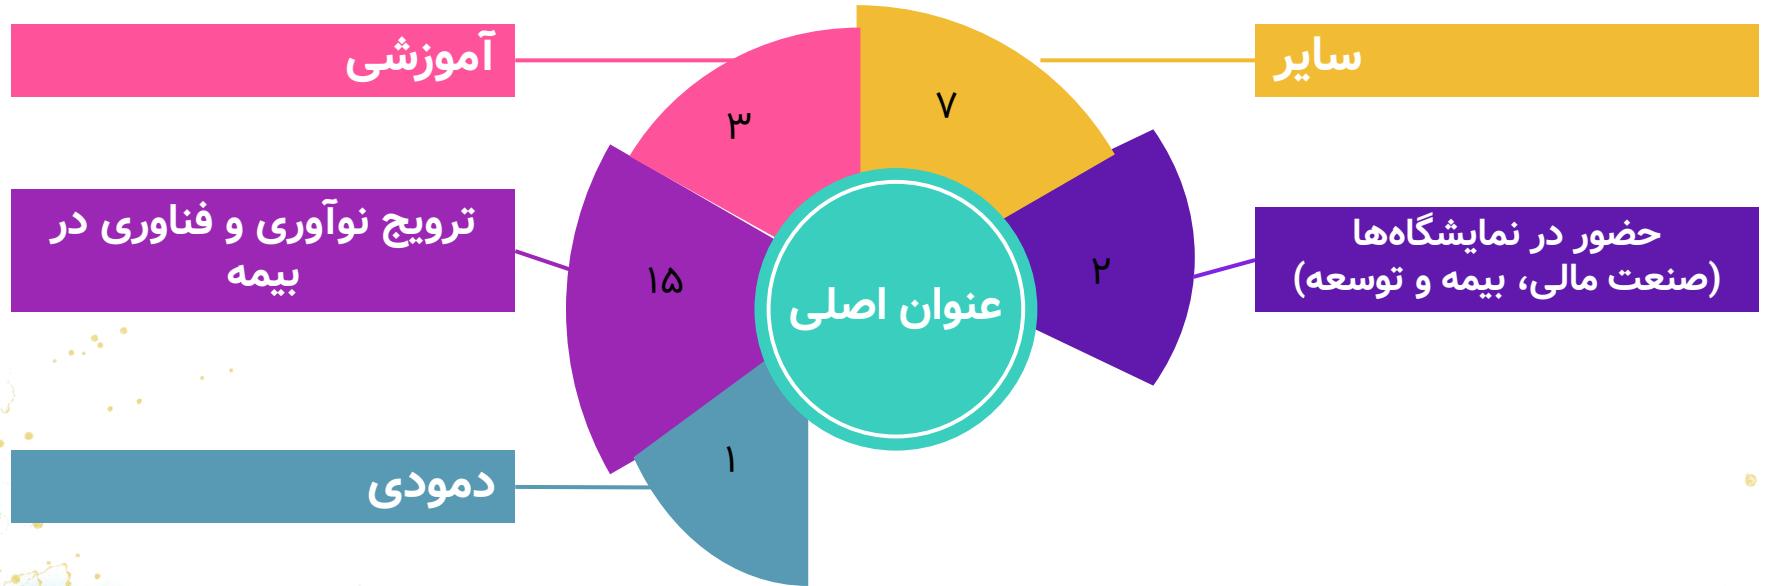 سایر
آموزشی
۷
۳
حضور در نمایشگاه‌ها
(صنعت مالی، بیمه و توسعه)
ترویج نوآوری و فناوری در
بیمه
۲
۱۵
عنوان اصلی
۱
دمودی